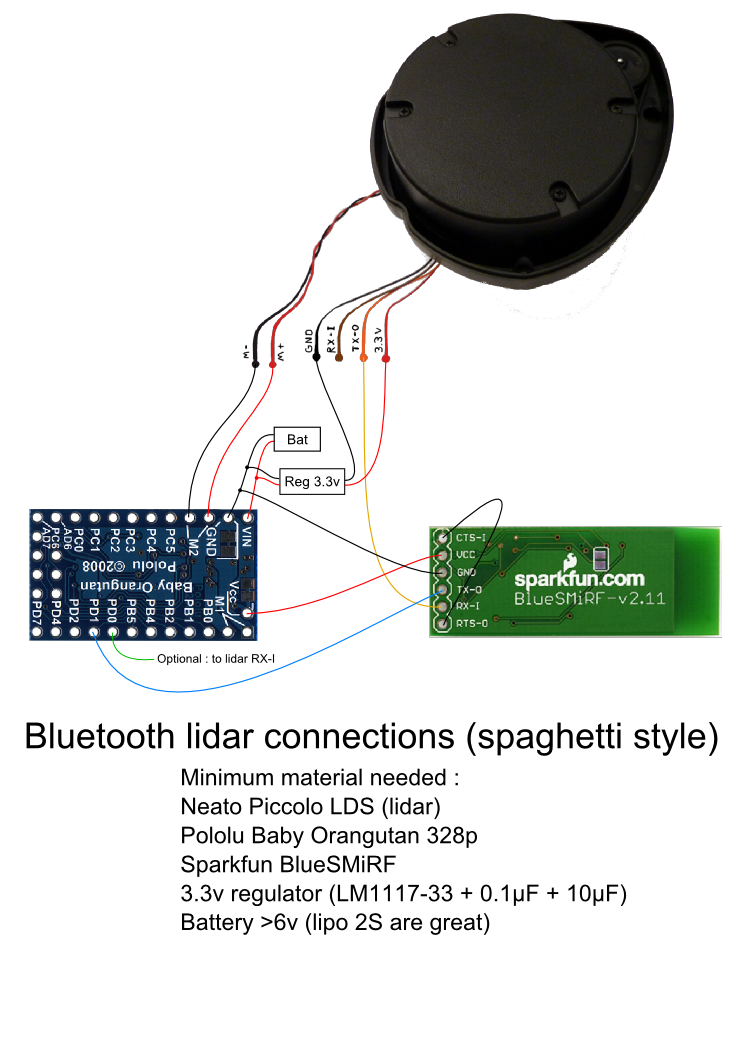 M-
M+
GND
RX-I
TX-O
3.3V
Bat
Reg 3.3v
AD7
PC6
AD6
PC0
PC1
PC2
PC3
PC4
PC5
M2
GND
VIN
Baby Orangutan
Pololu ©2008
Vcc
M1
PD7
PD4
PD2
PD1
PD0
PB5
PB4
PB2
PB1
PB0
CTS-I
VCC
GND
TX-O
RX-I
RTS-O
sparkfun.com
BlueSMiRF-v2.11
Optional : to lidar RX-I
Bluetooth lidar connections (spaghetti style)
Minimum material needed :
Neato Piccolo LDS (lidar)
Pololu Baby Orangutan 328p
Sparkfun BlueSMiRF
3.3v regulator (LM1117-33 + 0.1µF + 10µF)
Battery >6v (lipo 2S are great)